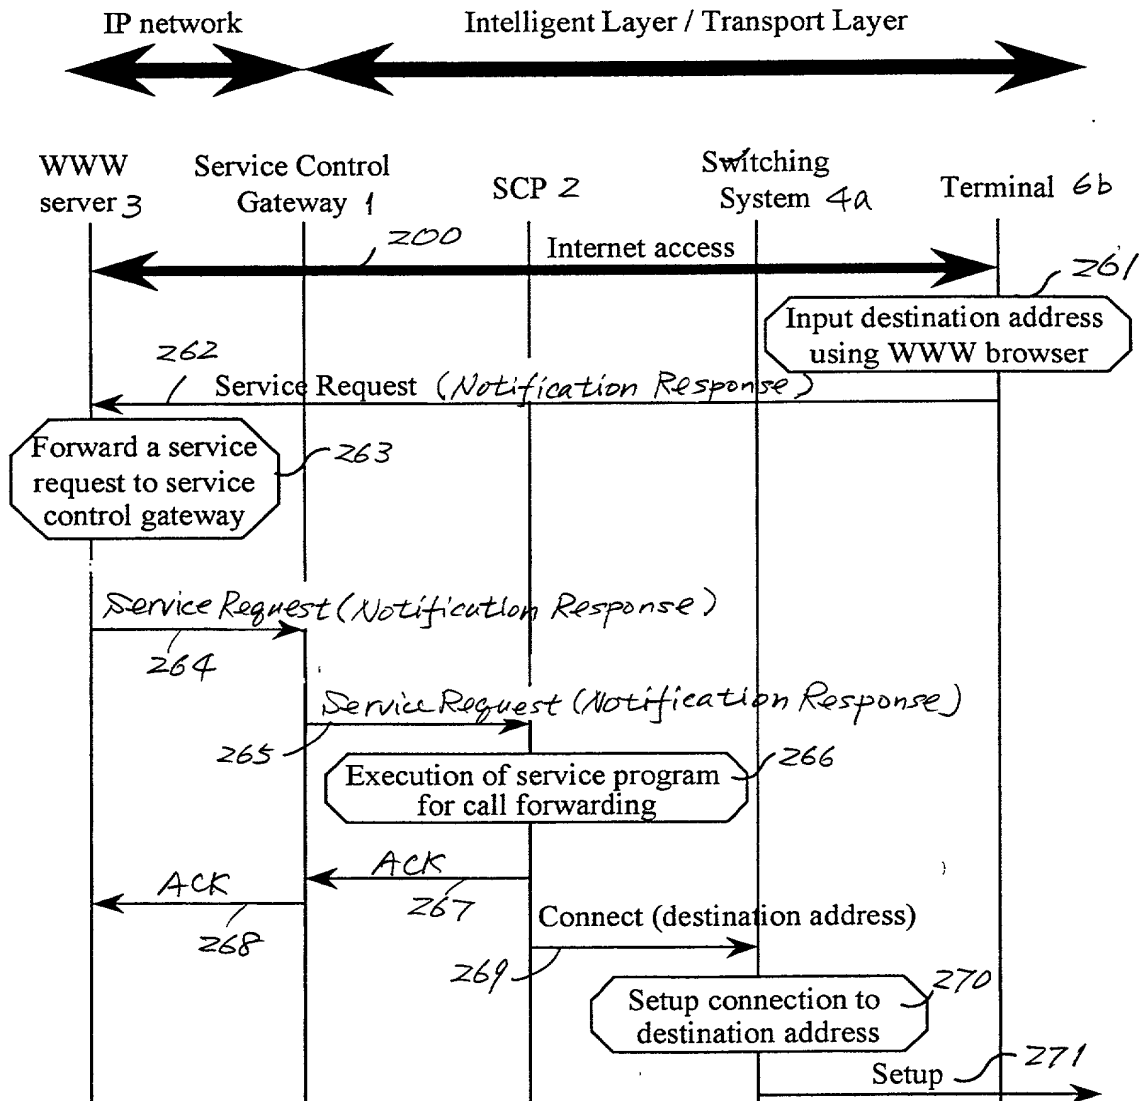 IP network
Intelligent Layer / Transport Layer
WWW
server 3
Service Control
Gateway 1
SCP 2
Switching
System 4a
Terminal 6b
200
Internet access
261
Input destination address
using WWW browser
262
Service Request (Notification Response)
Forward a service
request to service
control gateway
263
Service Request (Notification Response)
264
Service Request (Notification Response)
265
Execution of service program
for call forwarding
266
ACK
267
ACK
268
Connect (destination address)
269
Setup connection to
destination address
270
Setup
271